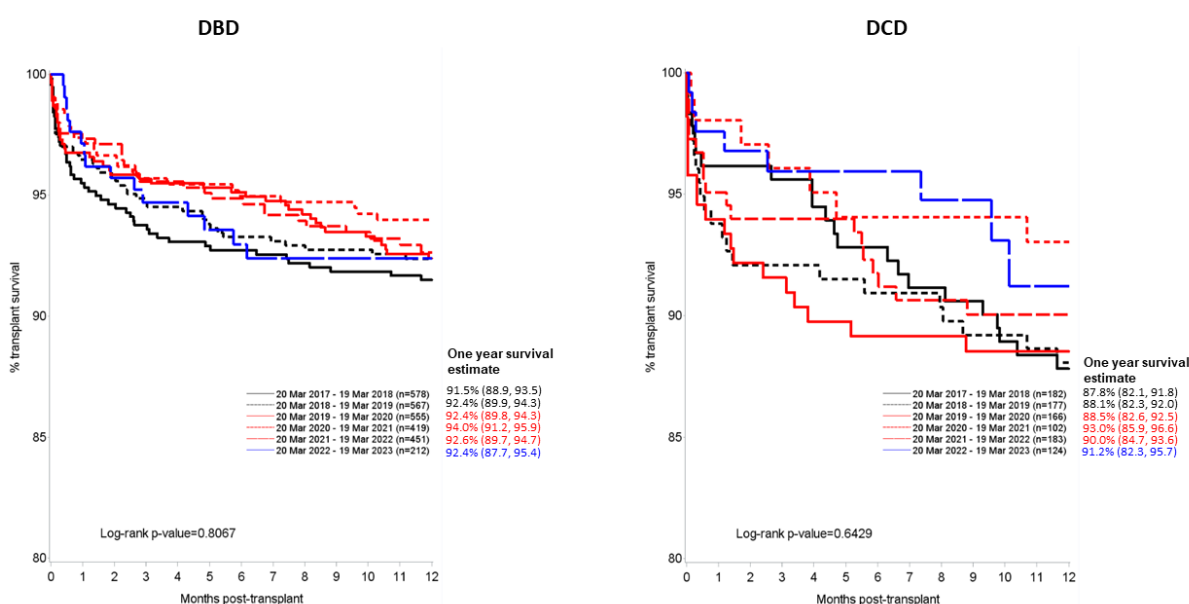 DBD
100
95
90
85
80
% transplant survival
0 1 2 3 4 5 6 7 8 9 10 11 12
Months post-transplant
One year survival
estimate
20 Mar 2017 - 19 Mar 2018 (n=578) 91.5% (88.9, 93.5)
20 Mar 2018 - 19 Mar 2019 (n=567) 92.4% (89.9, 94.3)
20 Mar 2019 - 19 Mar 2020 (n=555) 92.4% (89.8, 94.3)
20 Mar 2020 - 19 Mar 2021 (n=419) 94.0% (91.2, 95.9)
20 Mar 2021 - 19 Mar 2022 (n=451) 92.6% (89.7, 94.7)
20 Mar 2022 - 19 Mar 2023 (n=212) 92.4% (87.7, 95.4)
Log-rank p-value=0.8067
DCD
100
95
90
85
80
% transplant survival
0 1 2 3 4 5 6 7 8 9 10 11 12
Months post-transplant
One year survival
estimate
20 Mar 2017 - 19 Mar 2018 (n=182) 87.8% (82.1, 91.8)
20 Mar 2018 - 19 Mar 2019 (n=177) 88.1% (82.3, 92.0)
20 Mar 2019 - 19 Mar 2020 (n=166) 88.5% (82.6, 92.5)
20 Mar 2020 - 19 Mar 2021 (n=102) 93.0% (85.9, 96.6)
20 Mar 2021 - 19 Mar 2022 (n=183) 90.0% (84.7, 93.6)
20 Mar 2022 - 19 Mar 2023 (n=124) 91.2% (82.3, 95.7)
Log-rank p-value=0.6429